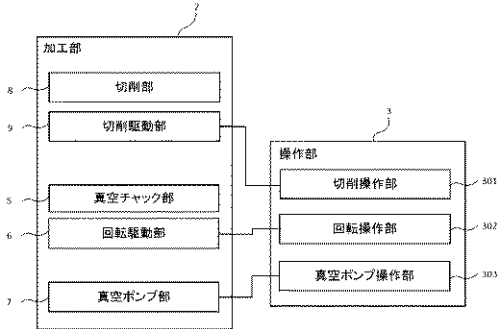 2
加工部
8
切削部
9
切削駆動部
5
真空チャック部
6
回転駆動部
7
真空ポンプ部
3
操作部
切削操作部
301
回転操作部
302
真空ポンプ操作部
303